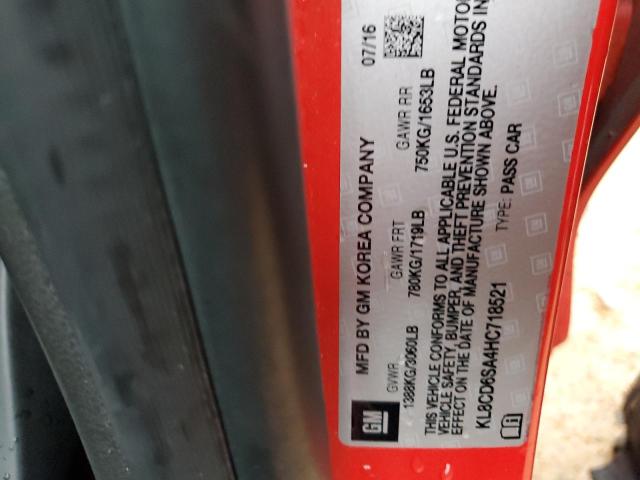 GM
MFD BY GM KOREA COMPANY 07/16
GVWR GAWR FRT GAWR RR
1388KG/3060LB 780KG/1719LB 750KG/1653LB
THIS VEHICLE CONFORMS TO ALL APPLICABLE U.S. FEDERAL MOTOR
VEHICLE SAFETY, BUMPER, AND THEFT PREVENTION STANDARDS IN
EFFECT ON THE DATE OF MANUFACTURE SHOWN ABOVE.
KL8CD6SA4HC718521 TYPE: PASS CAR